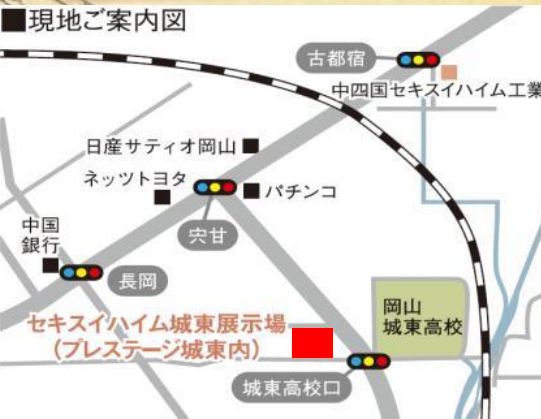 ■現地ご案内図
古都宿
中四国セキスイハイム工業
日産サティオ岡山
ネッツトヨタ
パチンコ
宍甘
中国
銀行
長岡
岡山
城東高校
セキスイハイム城東展示場
(プレステージ城東内)
城東高校口